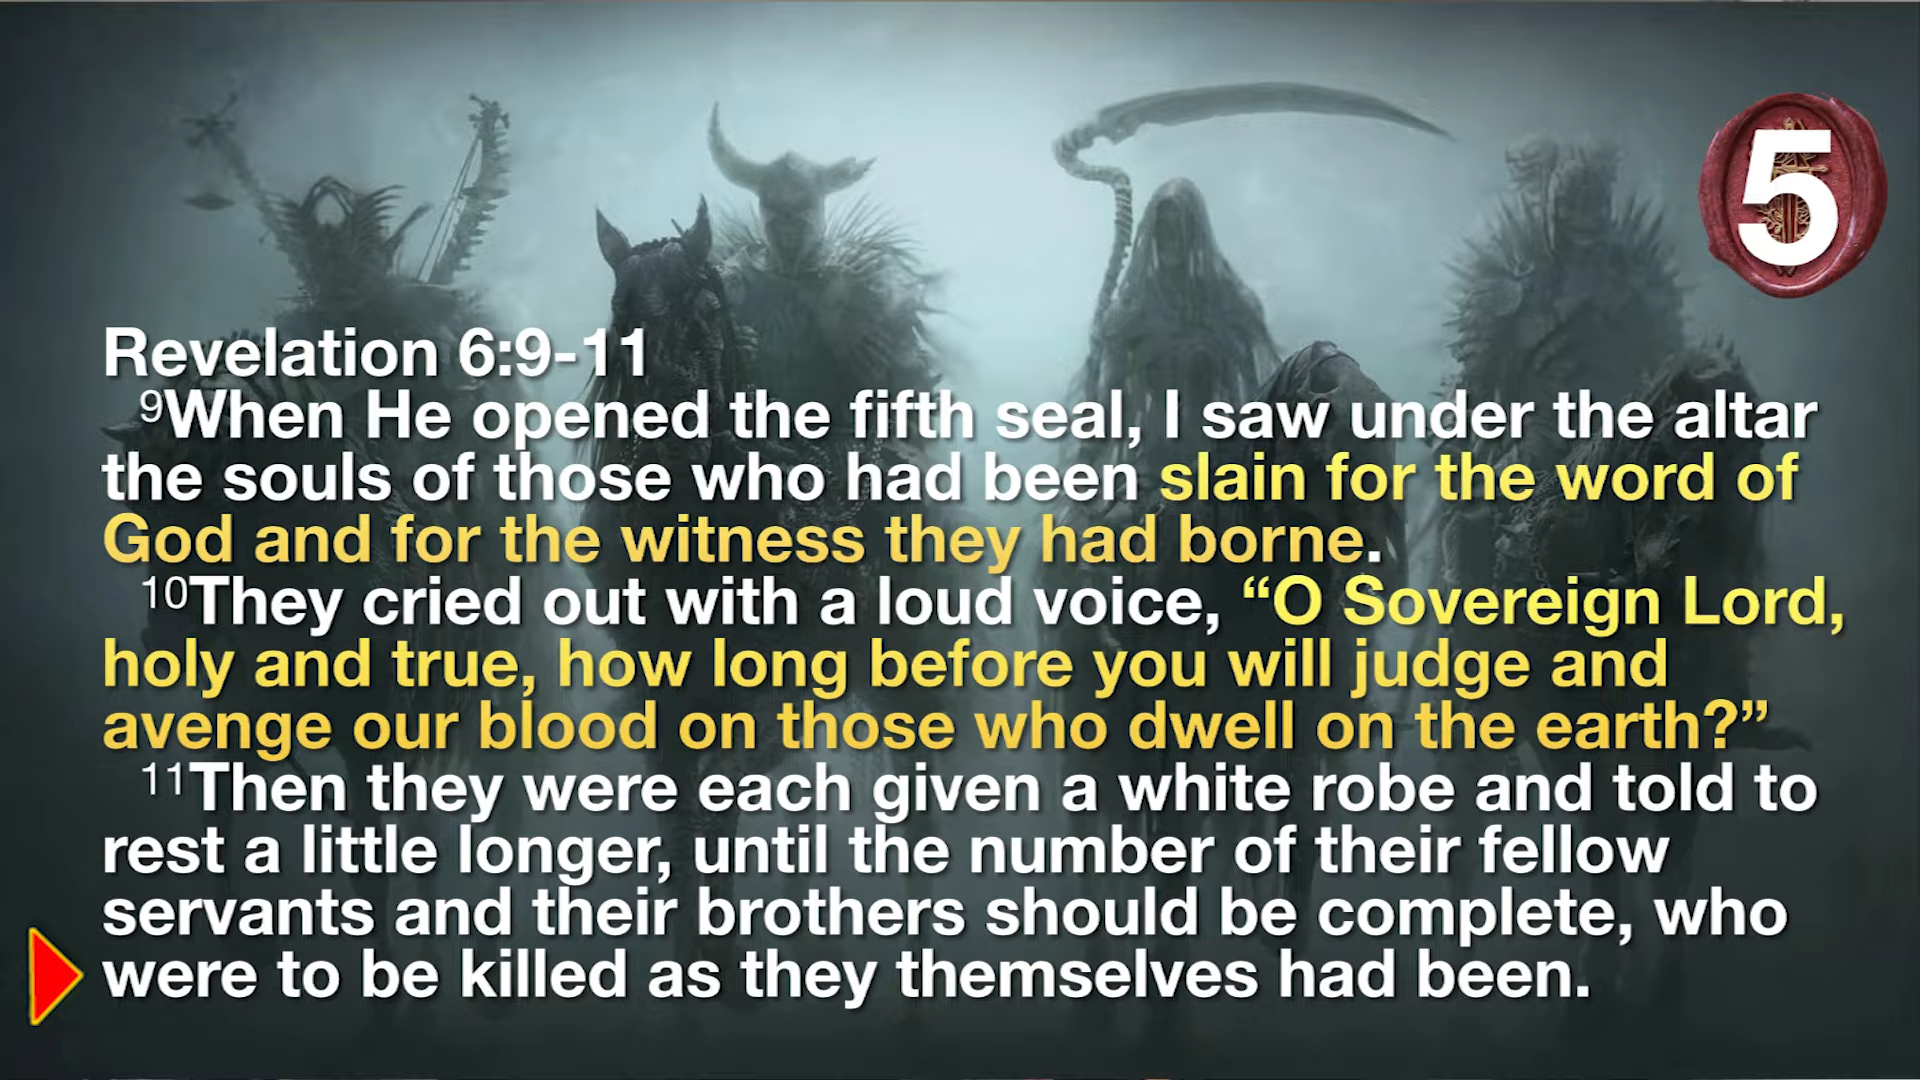 5
Revelation 6:9-11
⁹When He opened the fifth seal, I saw under the altar
the souls of those who had been slain for the word of
God and for the witness they had borne.
¹⁰They cried out with a loud voice, “O Sovereign Lord,
holy and true, how long before you will judge and
avenge our blood on those who dwell on the earth?”
¹¹Then they were each given a white robe and told to
rest a little longer, until the number of their fellow
servants and their brothers should be complete, who
were to be killed as they themselves had been.